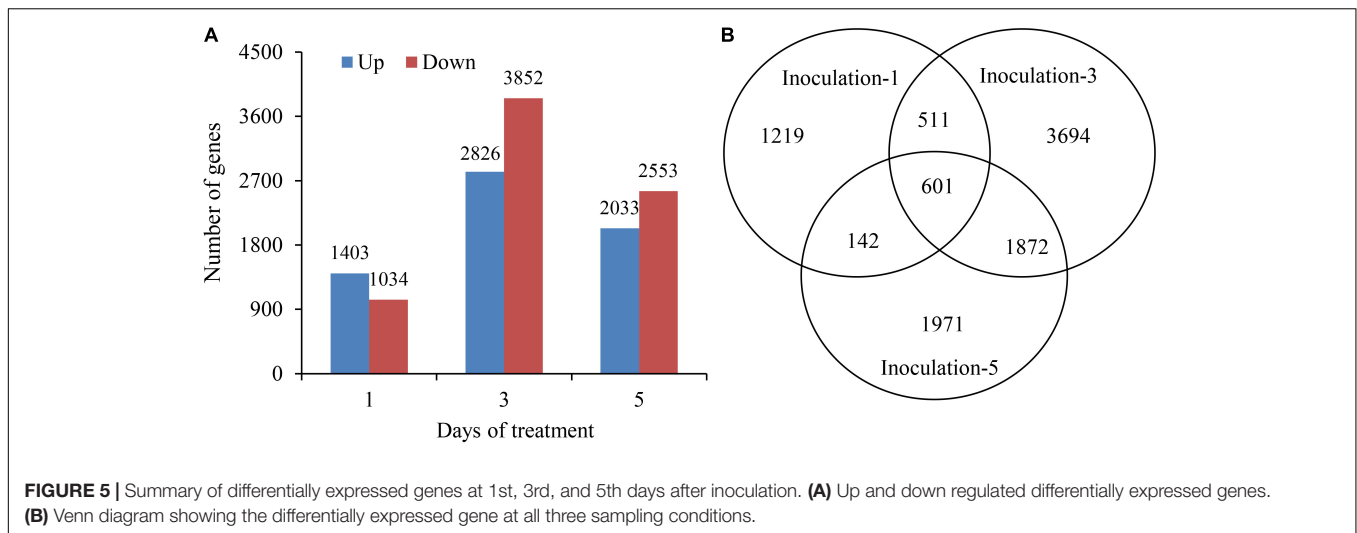 A
Up Down
Number of genes
4500
3600
2700
1800
900
0
1403
1034
2826
3852
2033
2553
1
3
5
Days of treatment
B
Inoculation-1
Inoculation-3
1219
511
3694
601
142
1872
1971
Inoculation-5
FIGURE 5 | Summary of differentially expressed genes at 1st, 3rd, and 5th days after inoculation. (A) Up and down regulated differentially expressed genes.
(B) Venn diagram showing the differentially expressed gene at all three sampling conditions.